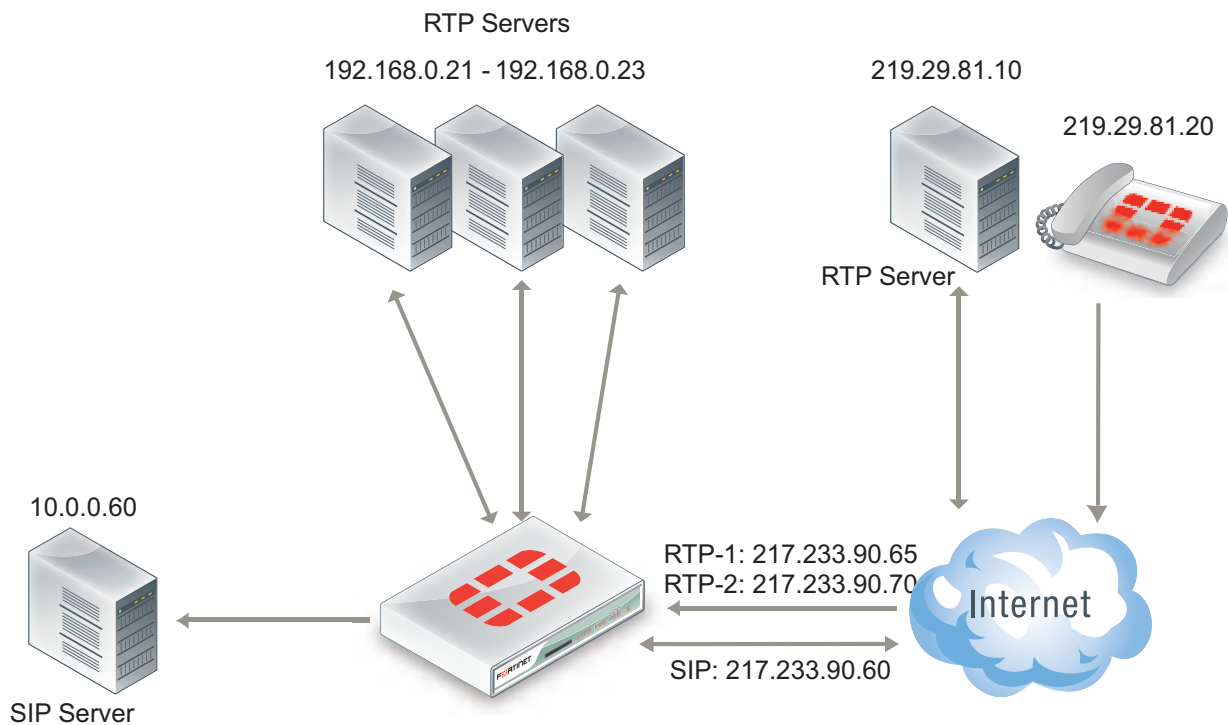 RTP Servers
192.168.0.21 - 192.168.0.23
219.29.81.10
219.29.81.20
RTP Server
10.0.0.60
RTP-1: 217.233.90.65
RTP-2: 217.233.90.70
Internet
SIP: 217.233.90.60
FORTINET
SIP Server